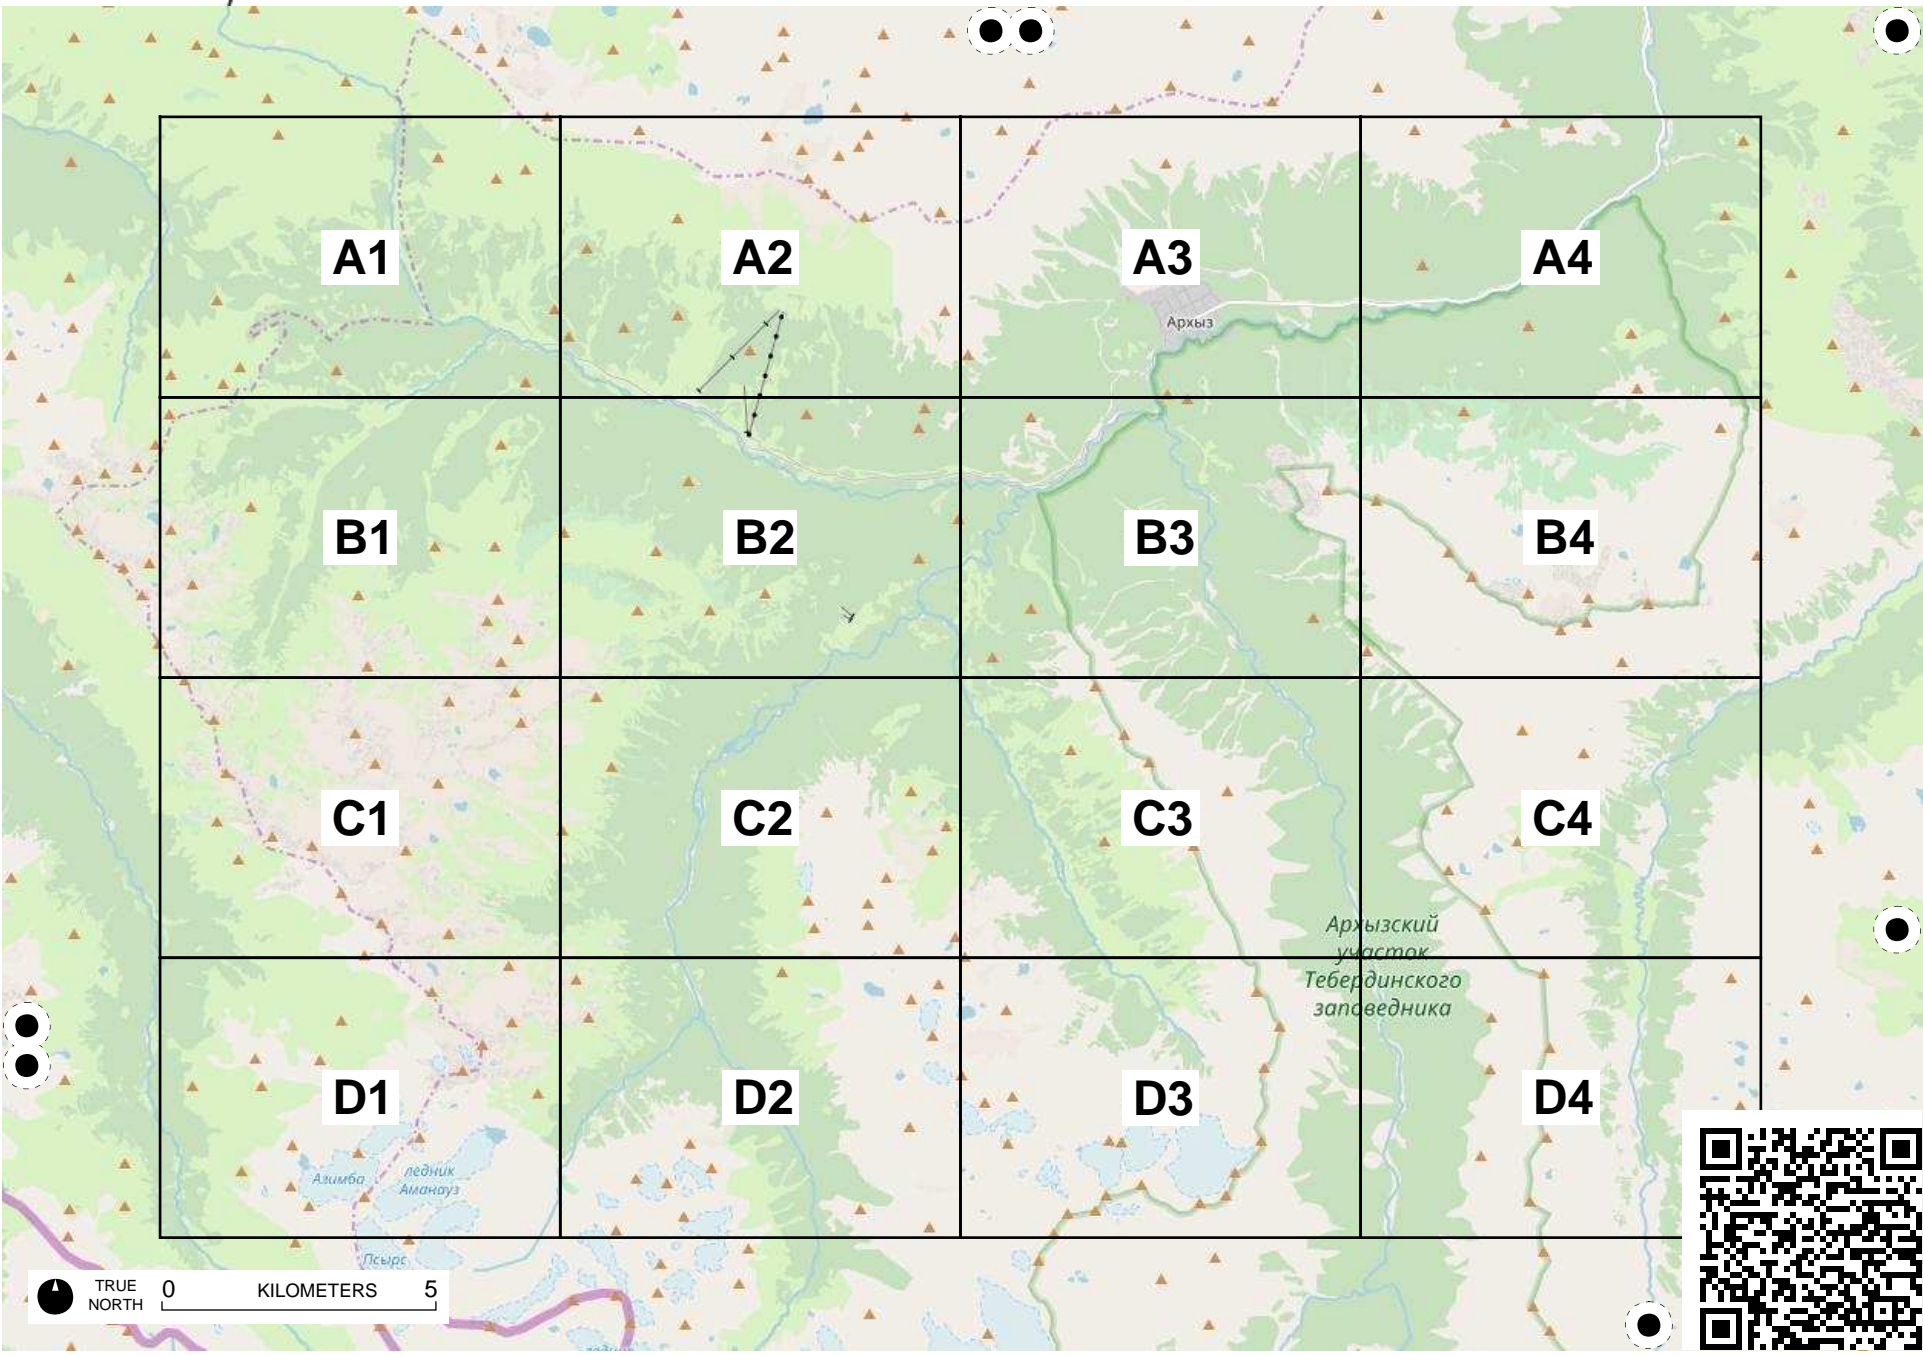 A1
A2
A3
A4
Архыз
B1
B2
B3
B4
C1
C2
C3
C4
Архызский
участок
Тебердинского
заповедника
D1
D2
D3
D4
Азимба
ледник
Аманауз
Псырс
TRUE
NORTH
0
KILOMETERS
5